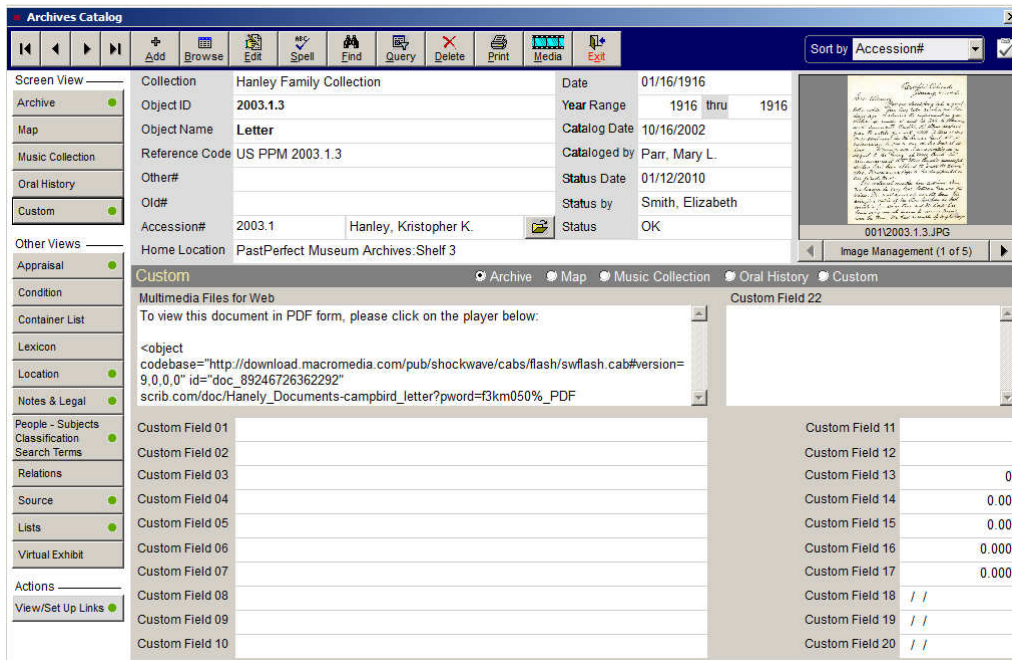 Archives Catalog
Add Browse Edit Spell Find Query Delete Print Media Exit
Sort by Accession#
Screen View
Archive
Map
Music Collection
Oral History
Custom
Other Views
Appraisal
Condition
Container List
Lexicon
Location
Notes & Legal
People - Subjects
Classification
Search Terms
Relations
Source
Lists
Virtual Exhibit
Actions
View/Set Up Links
Collection Hanley Family Collection
Object ID 2003.1.3
Object Name Letter
Reference Code US PPM 2003.1.3
Other#
Old#
Accession# 2003.1 Hanley, Kristopher K.
Home Location PastPerfect Museum Archives:Shelf 3
Date 01/16/1916
Year Range 1916 thru 1916
Catalog Date 10/16/2002
Cataloged by Parr, Mary L.
Status Date 01/12/2010
Status by Smith, Elizabeth
Status OK
001\2003.1.3.JPG
Image Management (1 of 5)
Custom Archive Map Music Collection Oral History Custom
Multimedia Files for Web
To view this document in PDF form, please click on the player below:
<object
codebase="http://download.macromedia.com/pub/shockwave/cabs/flash/swflash.cab#version=
9,0,0,0" id="doc_89246726362292"
scrib.com/doc/Hanely_Documents-campbird_letter?pword=f3km050%_PDF
Custom Field 22
Custom Field 01
Custom Field 02
Custom Field 03
Custom Field 04
Custom Field 05
Custom Field 06
Custom Field 07
Custom Field 08
Custom Field 09
Custom Field 10
Custom Field 11
Custom Field 12
Custom Field 13 0
Custom Field 14 0.00
Custom Field 15 0.00
Custom Field 16 0.000
Custom Field 17 0.000
Custom Field 18 / /
Custom Field 19 / /
Custom Field 20 / /